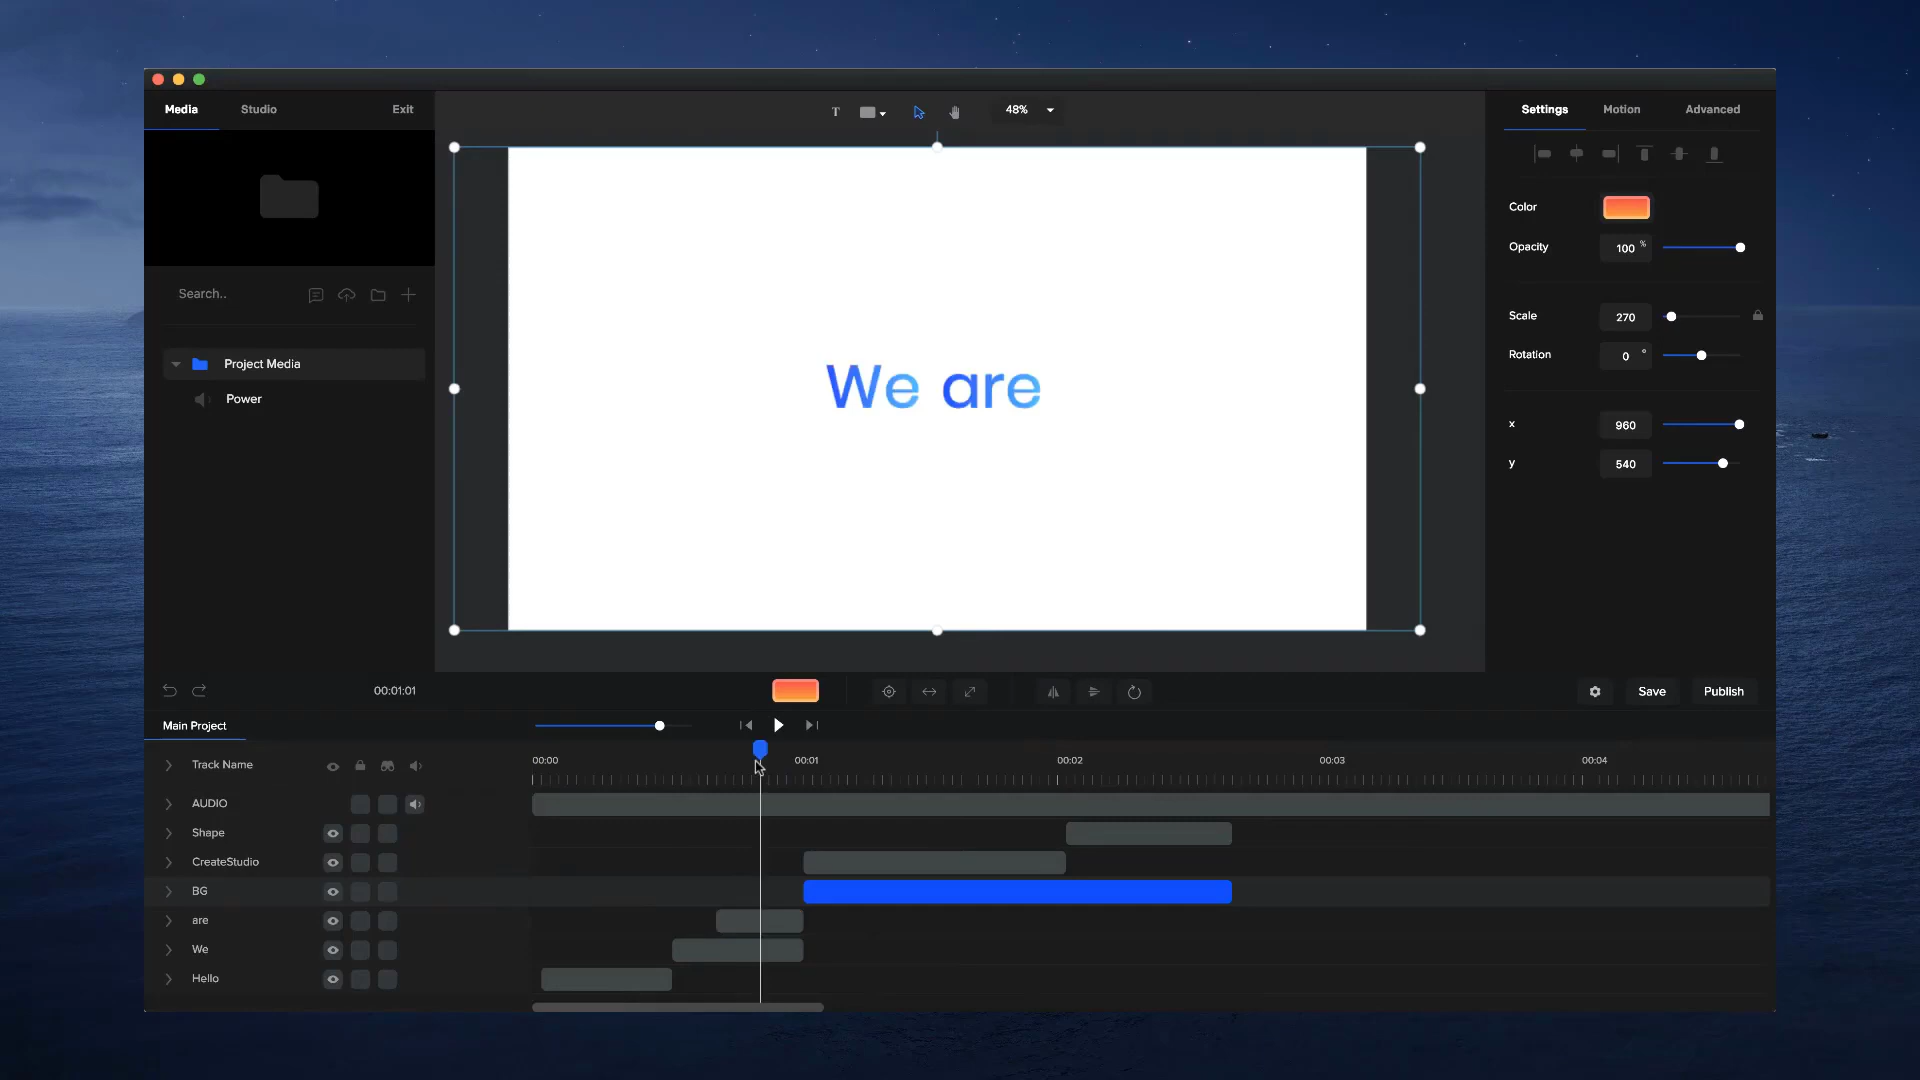 Media Studio Exit
T 48%
Settings Motion Advanced
Color
Opacity 100 %
Search..
Scale 270
Rotation 0 °
Project Media
Power
We are
x 960
y 540
00:01:01
Save Publish
Main Project
Track Name
00:00 00:01 00:02 00:03 00:04
AUDIO
Shape
CreateStudio
BG
are
We
Hello